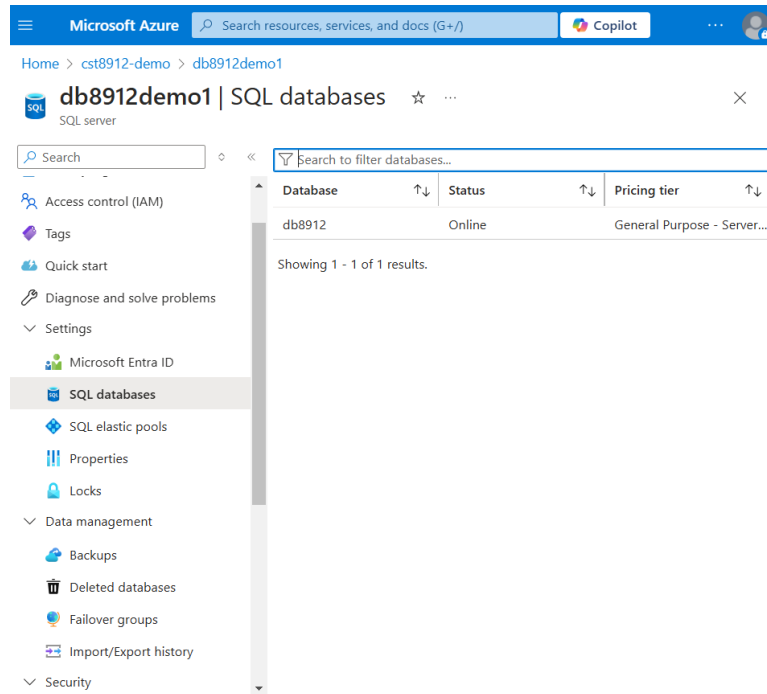 Microsoft Azure
Search resources, services, and docs (G+/)
Copilot
...
Home > cst8912-demo > db8912demo1
SQL
db8912demo1 | SQL databases
...
SQL server
Search
Search to filter databases...
Database
Status
Pricing tier
db8912
Online
General Purpose - Server...
Showing 1 - 1 of 1 results.
Access control (IAM)
Tags
Quick start
Diagnose and solve problems
Settings
Microsoft Entra ID
SQL databases
SQL elastic pools
Properties
Locks
Data management
Backups
Deleted databases
Failover groups
Import/Export history
Security